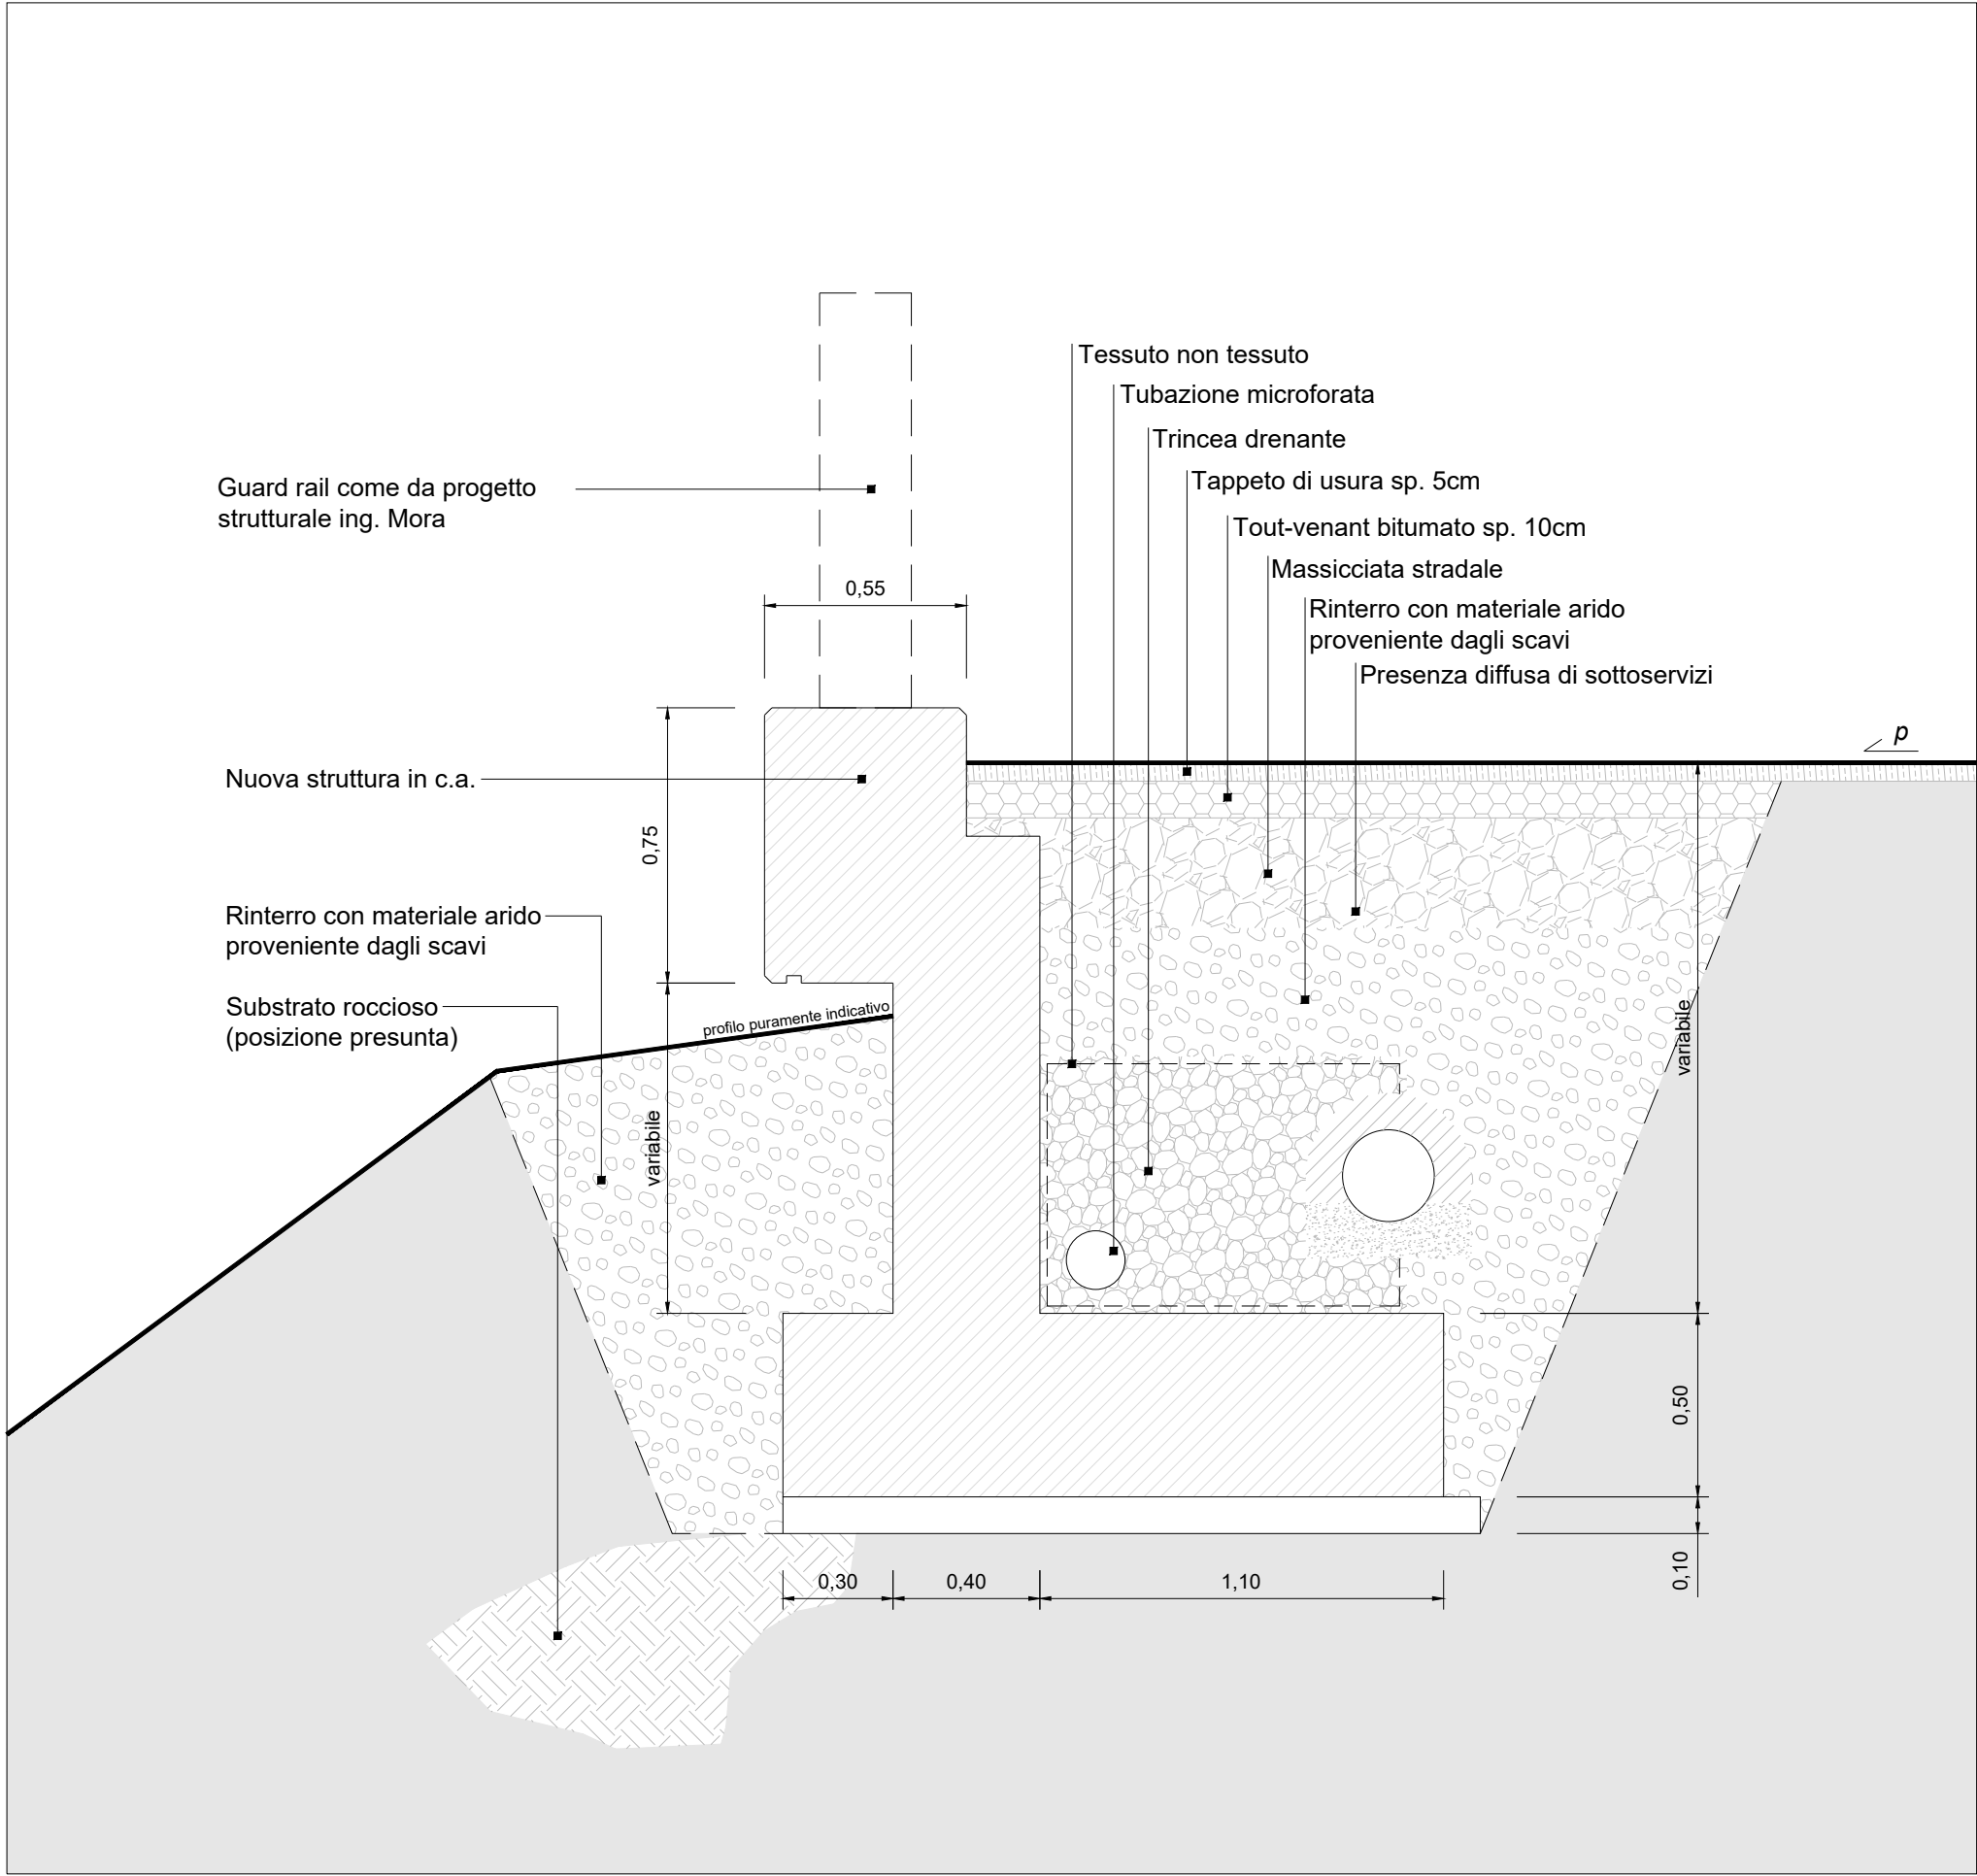 Tessuto non tessuto
Tubazione microforata
Trincea drenante
Tappeto di usura sp. 5cm
Guard rail come da progetto
strutturale ing. Mora
Tout-venant bitumato sp. 10cm
Massicciata stradale
0,55
Rinterro con materiale arido
proveniente dagli scavi
Presenza diffusa di sottoservizi
p
Nuova struttura in c.a.
0,75
Rinterro con materiale arido
proveniente dagli scavi
Substrato roccioso
(posizione presunta)
profilo puramente indicativo
variabile
variabile
0,50
0,10
0,30
0,40
1,10